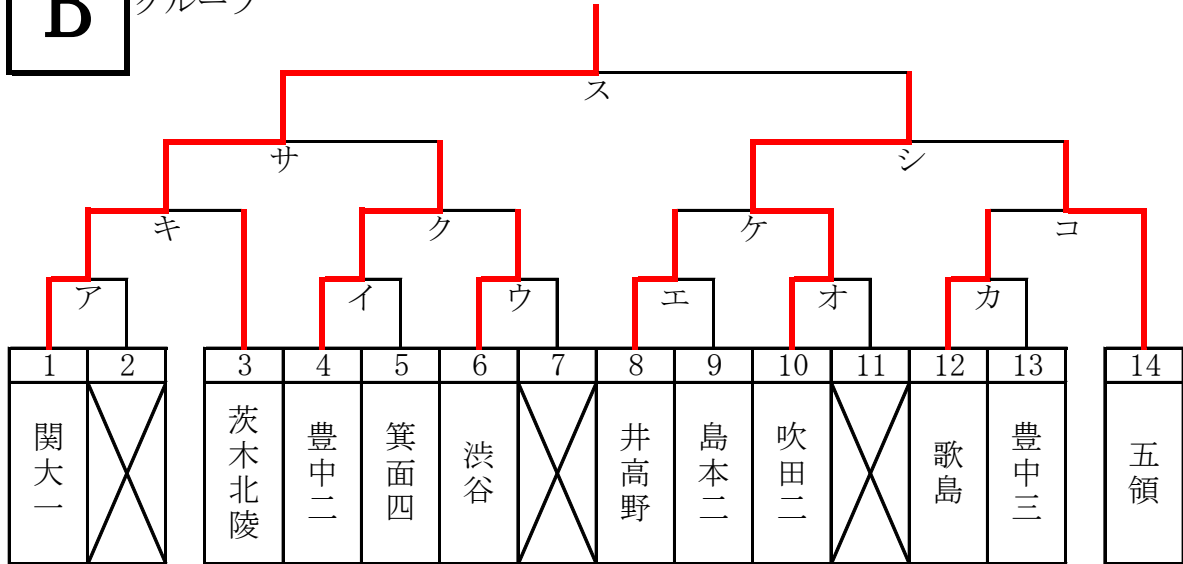 B
グループ
ス
サ
シ
キ
ク
ケ
コ
ア
イ
ウ
エ
オ
カ
1 2 3 4 5 6 7 8 9 10 11 12 13 14
関大一
茨木北陵
豊中二
箕面四
渋谷
井高野
島本二
吹田二
歌島
豊中三
五領